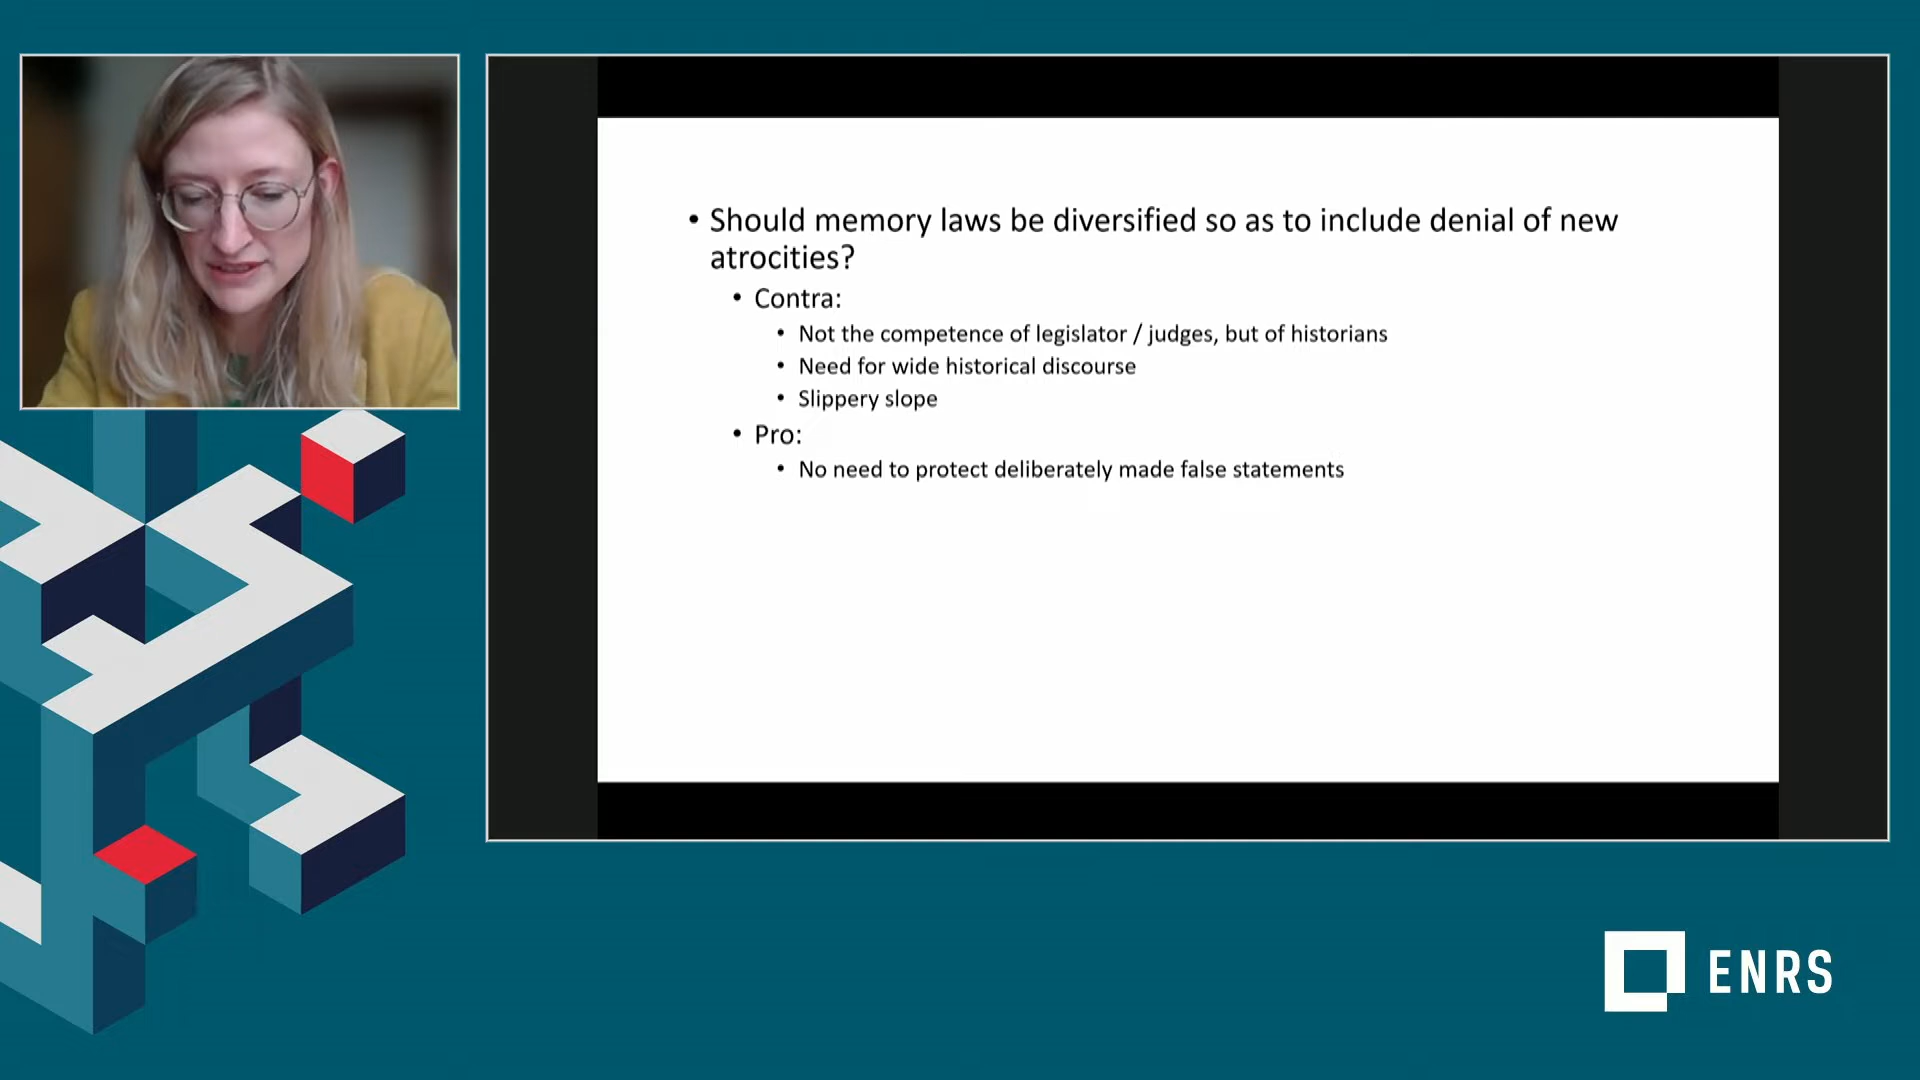 • Should memory laws be diversified so as to include denial of new
atrocities?
• Contra:
• Not the competence of legislator / judges, but of historians
• Need for wide historical discourse
• Slippery slope
• Pro:
• No need to protect deliberately made false statements
ENRS